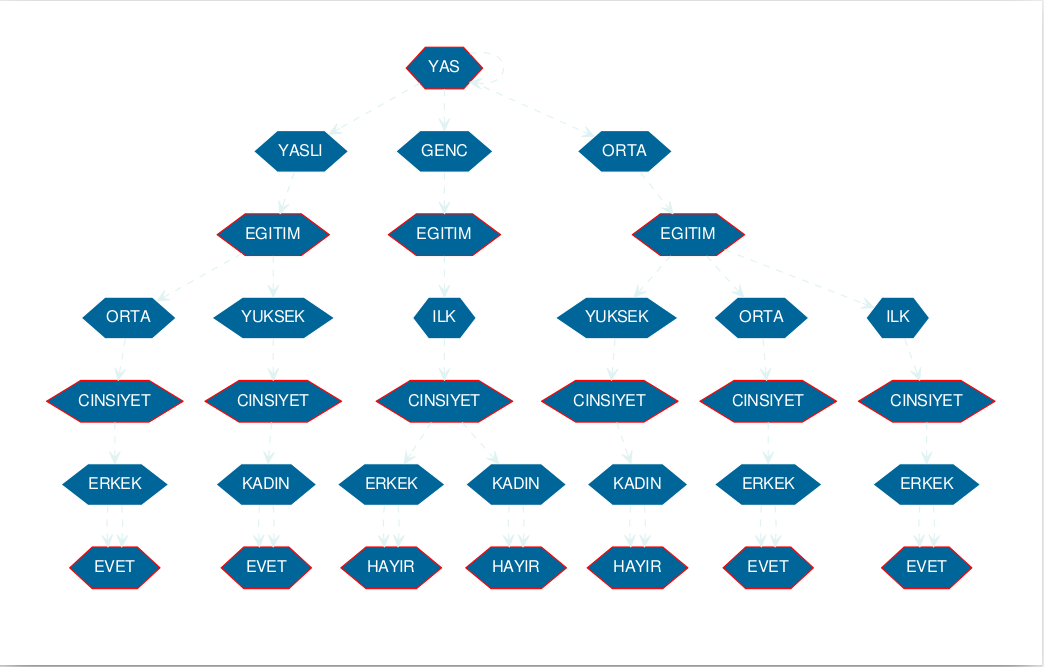 YAS
YASLI GENC ORTA
EGITIM EGITIM EGITIM
ORTA YUKSEK ILK YUKSEK ORTA ILK
CINSIYET CINSIYET CINSIYET CINSIYET CINSIYET CINSIYET
ERKEK KADIN ERKEK KADIN KADIN ERKEK ERKEK
EVET EVET HAYIR HAYIR HAYIR EVET EVET